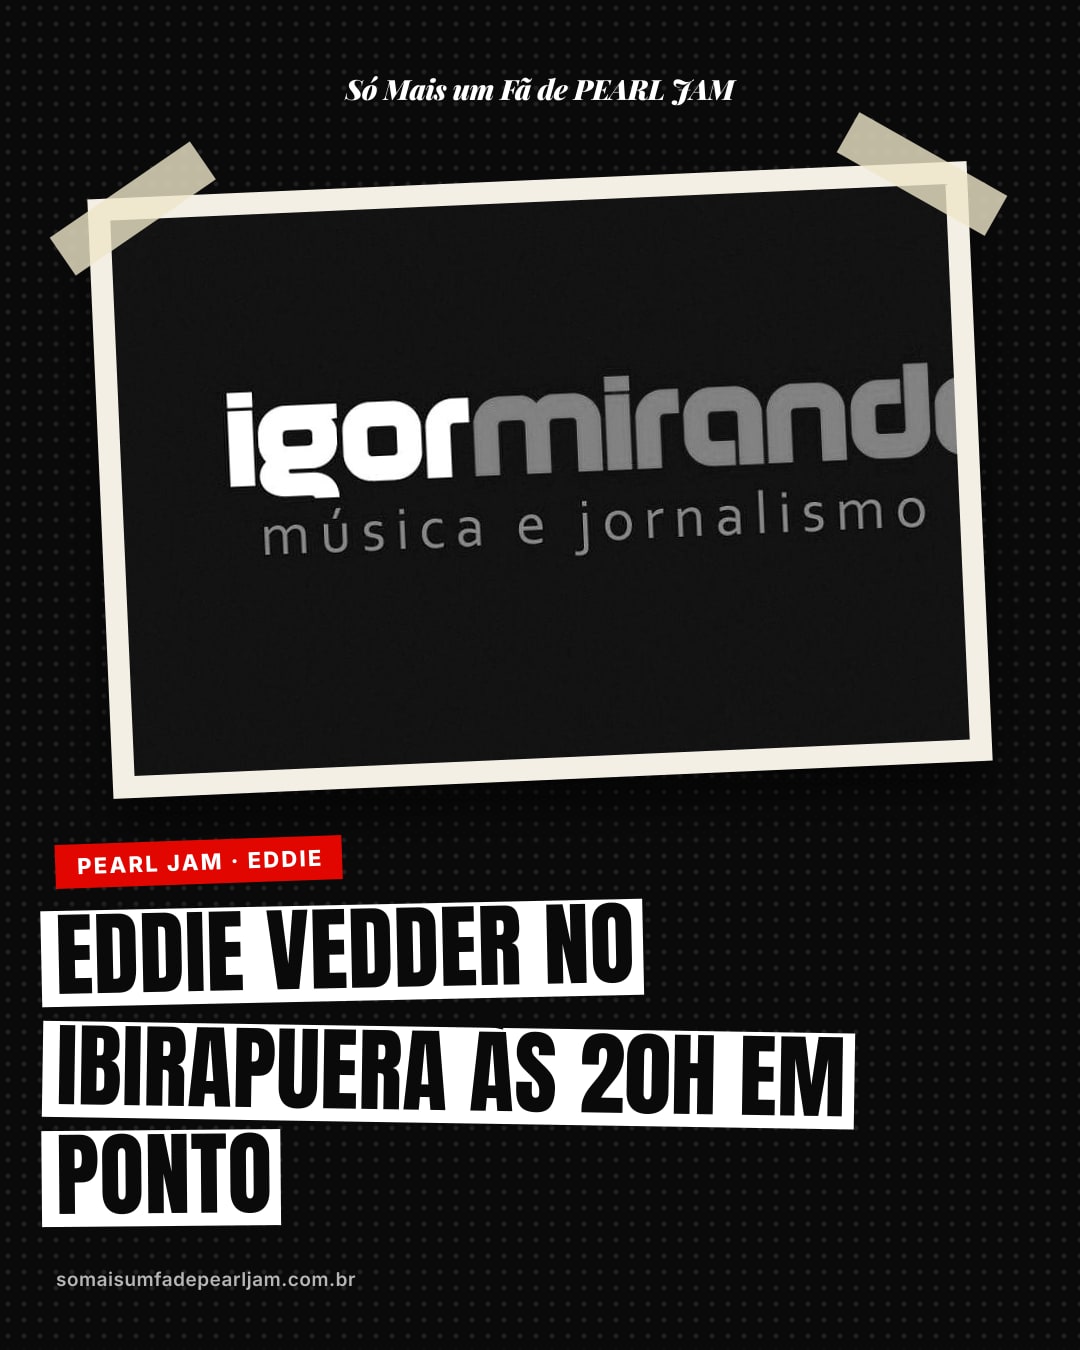 Só Mais um Fã de PEARL JAM
igormiranda
música e jornalismo
PEARL JAM · EDDIE
EDDIE VEDDER NO
IBIRAPUERA ÀS 20H EM
PONTO
somaisumfadepearljam.com.br